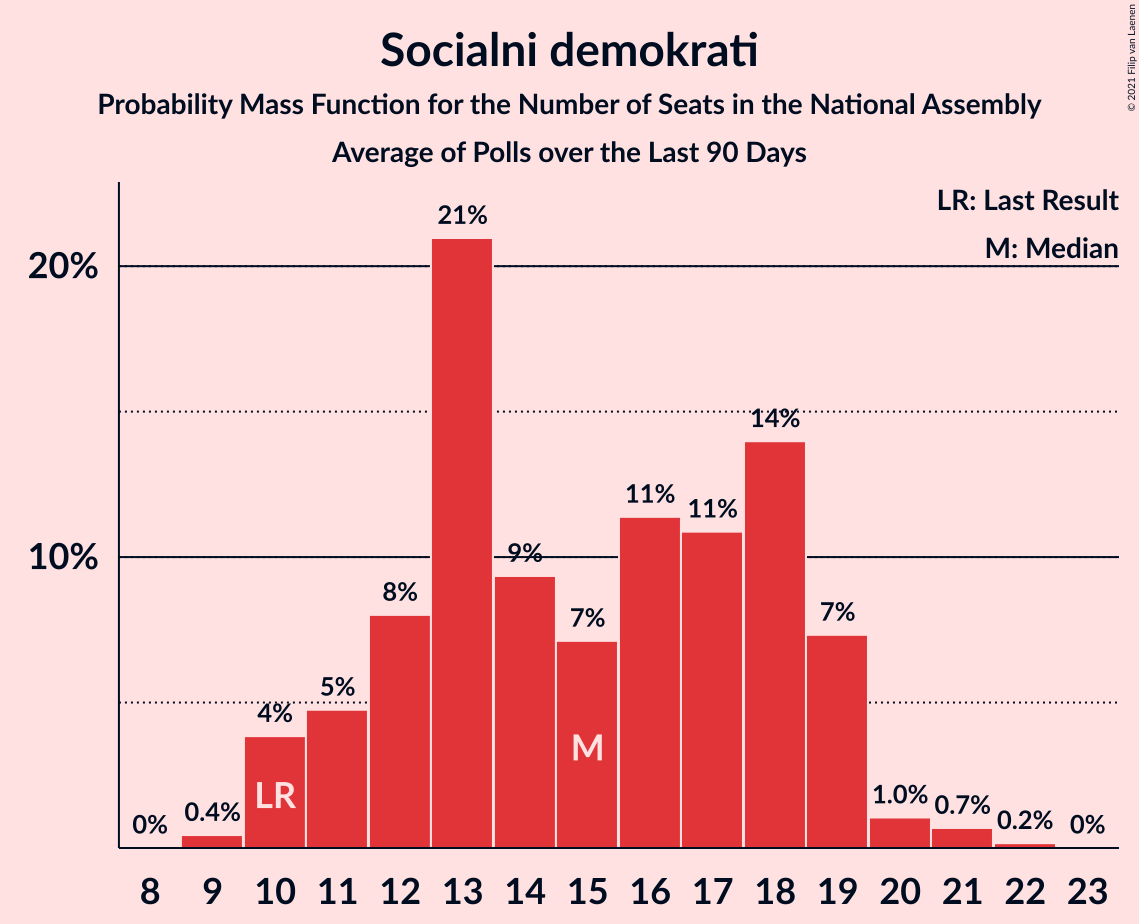 Socialni demokrati
Probability Mass Function for the Number of Seats in the National Assembly
Average of Polls over the Last 90 Days
© 2021 Filip van Laenen
LR: Last Result
M: Median
20%
10%
0%
0.4%
4%
5%
8%
21%
9%
7%
11%
11%
14%
7%
1.0%
0.7%
0.2%
0%
LR
M
8 9 10 11 12 13 14 15 16 17 18 19 20 21 22 23